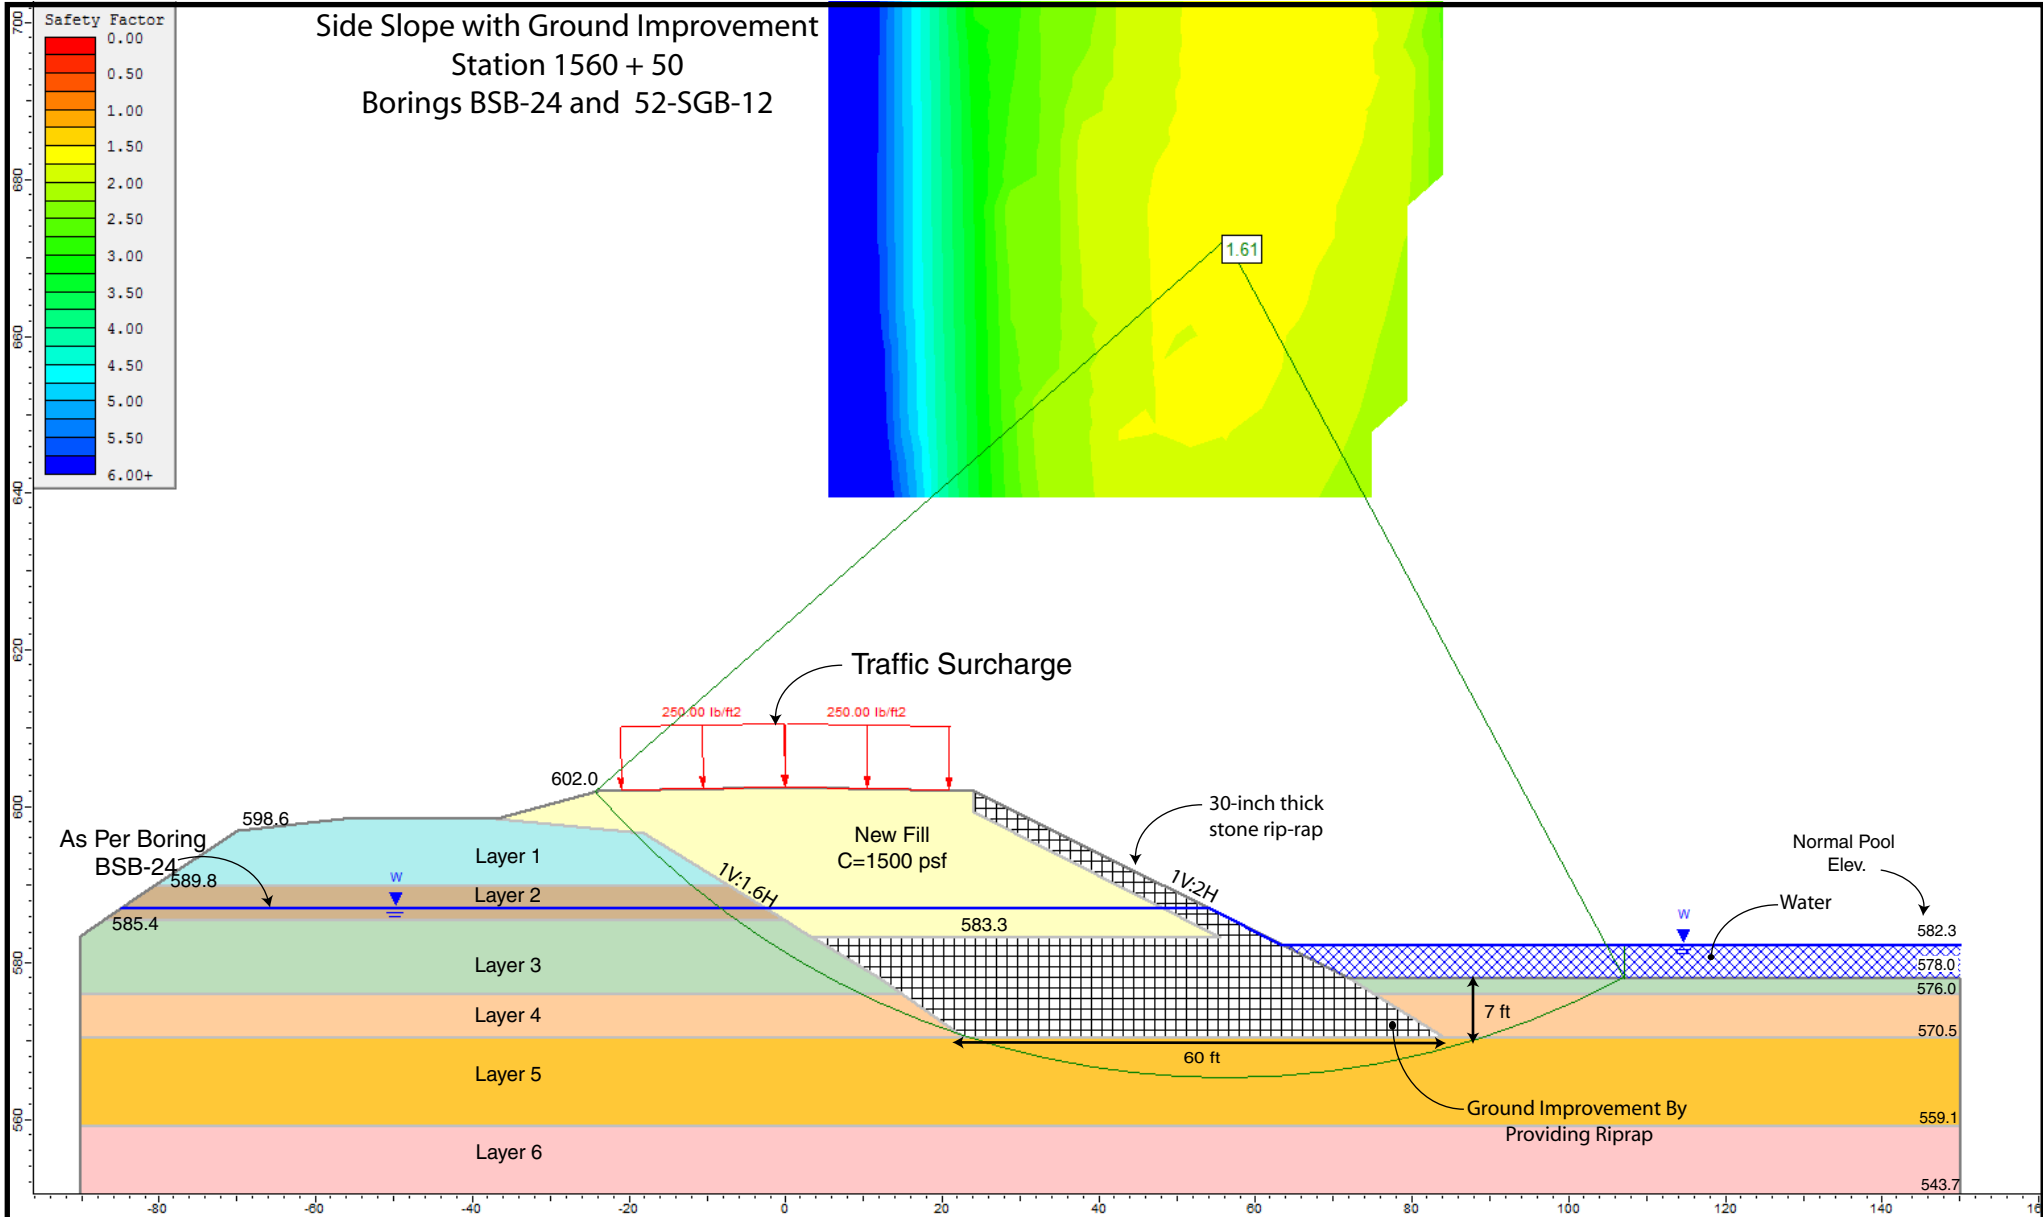 Safety Factor
0.00
0.50
1.00
1.50
2.00
2.50
3.00
3.50
4.00
4.50
5.00
5.50
6.00+
Side Slope with Ground Improvement
Station 1560 + 50
Borings BSB-24 and 52-SGB-12
1.61
Traffic Surcharge
250.00 lb/ft2
250.00 lb/ft2
602.0
598.6
As Per Boring
BSB-24
589.8
585.4
W
Layer 1
Layer 2
Layer 3
Layer 4
Layer 5
Layer 6
1V:1.6H
New Fill
C=1500 psf
583.3
1V:2H
30-inch thick
stone rip-rap
Normal Pool
Elev.
Water
W
582.3
578.0
576.0
570.5
559.1
543.7
7 ft
60 ft
Ground Improvement By
Providing Riprap
700
680
660
640
620
600
580
560
-80
-60
-40
-20
0
20
40
60
80
100
120
140